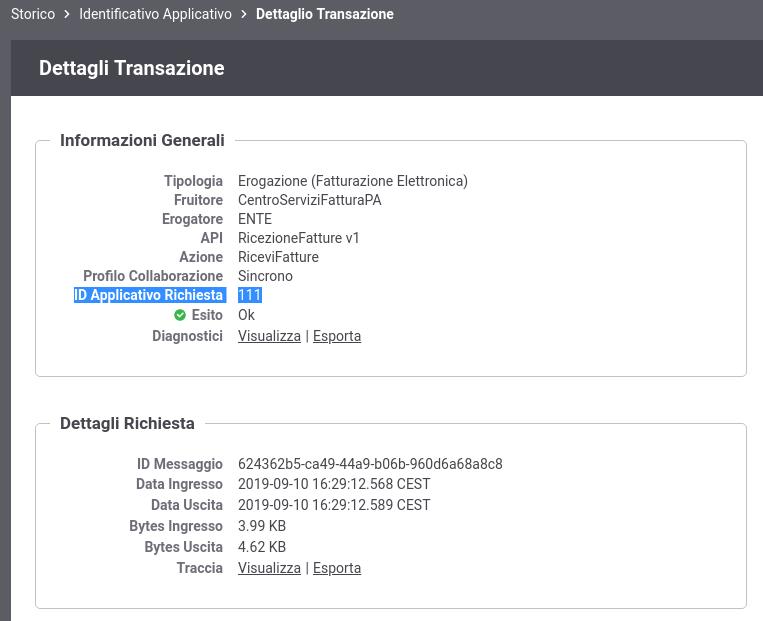 Storico > Identificativo Applicativo > Dettaglio Transazione
Dettagli Transazione
Informazioni Generali
Tipologia Erogazione (Fatturazione Elettronica)
Fruitore CentroServiziFatturaPA
Erogatore ENTE
API RicezioneFatture v1
Azione RiceviFatture
Profilo Collaborazione Sincrono
ID Applicativo Richiesta 111
Esito Ok
Diagnostici Visualizza | Esporta
Dettagli Richiesta
ID Messaggio 624362b5-ca49-44a9-b06b-960d6a68a8c8
Data Ingresso 2019-09-10 16:29:12.568 CEST
Data Uscita 2019-09-10 16:29:12.589 CEST
Bytes Ingresso 3.99 KB
Bytes Uscita 4.62 KB
Traccia Visualizza | Esporta